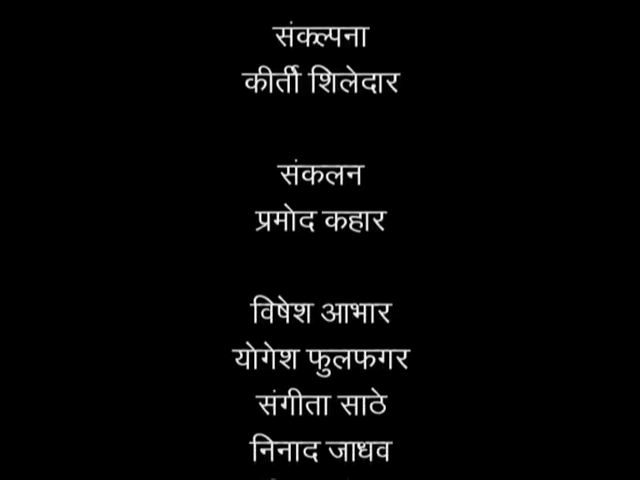 संकल्पना
कीर्ती शिलेदार
संकलन
प्रमोद कहार
विषेश आभार
योगेश फुलफगर
संगीता साठे
निनाद जाधव